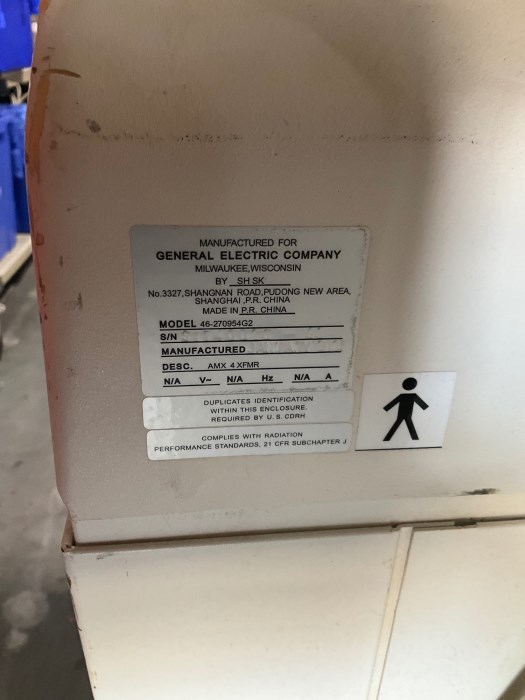 MANUFACTURED FOR
GENERAL ELECTRIC COMPANY
MILWAUKEE,WISCONSIN
BY SH SK
No.3327,SHANGNAN ROAD,PUDONG NEW AREA,
SHANGHAI ,P.R. CHINA
MADE IN P.R. CHINA
MODEL 46-270954G2
S/N
MANUFACTURED
DESC. AMX 4 XFMR
N/A V~ N/A Hz N/A A
DUPLICATES IDENTIFICATION
WITHIN THIS ENCLOSURE.
REQUIRED BY U.S. CDRH
COMPLIES WITH RADIATION
PERFORMANCE STANDARDS, 21 CFR SUBCHAPTER J